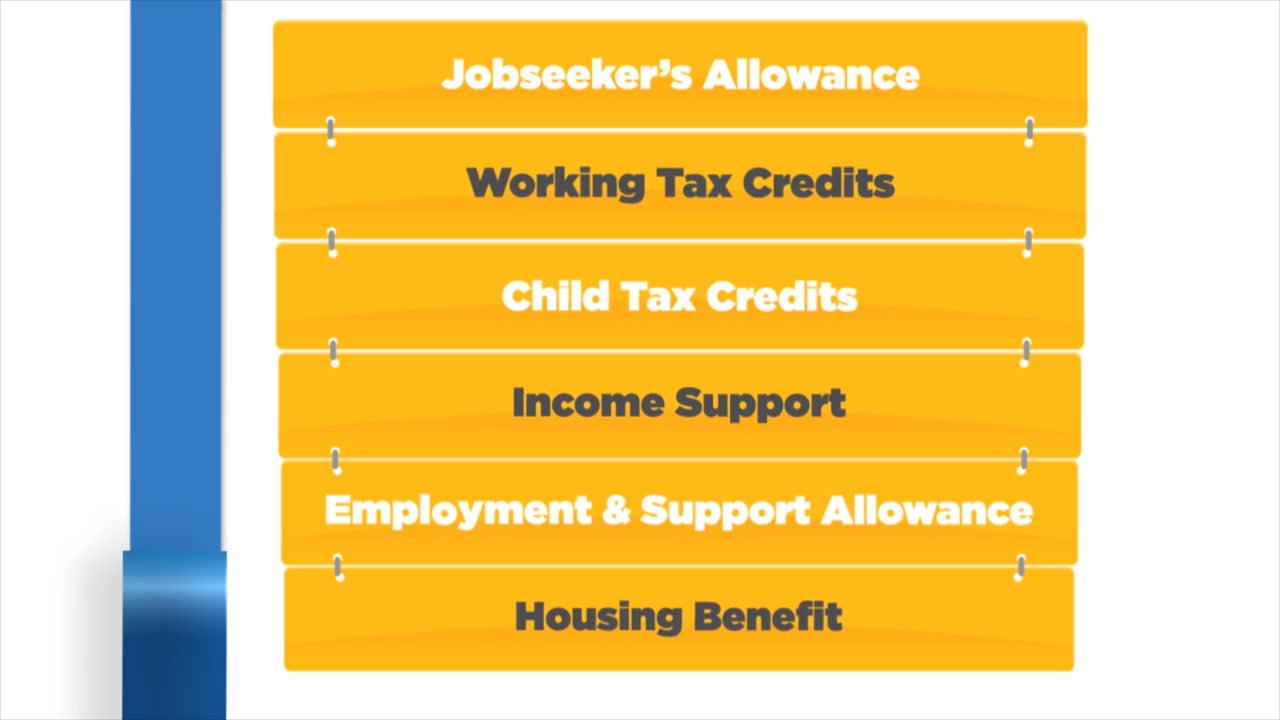 Jobseeker’s Allowance
Working Tax Credits
Child Tax Credits
Income Support
Employment & Support Allowance
Housing Benefit